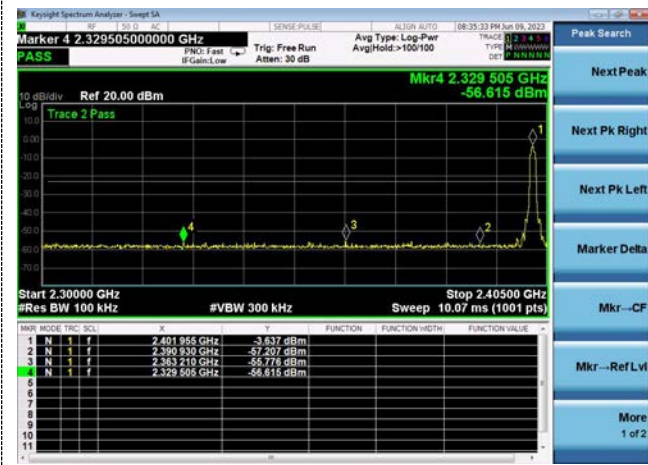 Keysight Spectrum Analyzer - Swept SA
RF 50 Ω AC SENSE:PULSE ALIGN AUTO 08:35:33 PM Jun 09, 2023
Marker 4 2.329505000000 GHz
PASS
PNO: Fast
IFGain:Low
Trig: Free Run
Atten: 30 dB
Avg Type: Log-Pwr
Avg|Hold:>100/100
TRACE 1 2 3 4 5 6
TYPE M WWWWW
DET P NNNNN
Mkr4 2.329 505 GHz
-56.615 dBm
10 dB/div Ref 20.00 dBm
Log
Trace 2 Pass
10.0
0.00
-10.0
-20.0
-30.0
-40.0
-50.0
-60.0
-70.0
1
4
3
2
Start 2.30000 GHz Stop 2.40500 GHz
#Res BW 100 kHz #VBW 300 kHz Sweep 10.07 ms (1001 pts)
MKR MODE TRC SCL X Y FUNCTION FUNCTION WIDTH FUNCTION VALUE
1 N 1 f 2.401 955 GHz -3.637 dBm
2 N 1 f 2.390 930 GHz -57.207 dBm
3 N 1 f 2.363 210 GHz -55.776 dBm
4 N 1 f 2.329 505 GHz -56.615 dBm
5
6
7
8
9
10
11
Peak Search
Next Peak
Next Pk Right
Next Pk Left
Marker Delta
Mkr→CF
Mkr→Ref Lvl
More
1 of 2